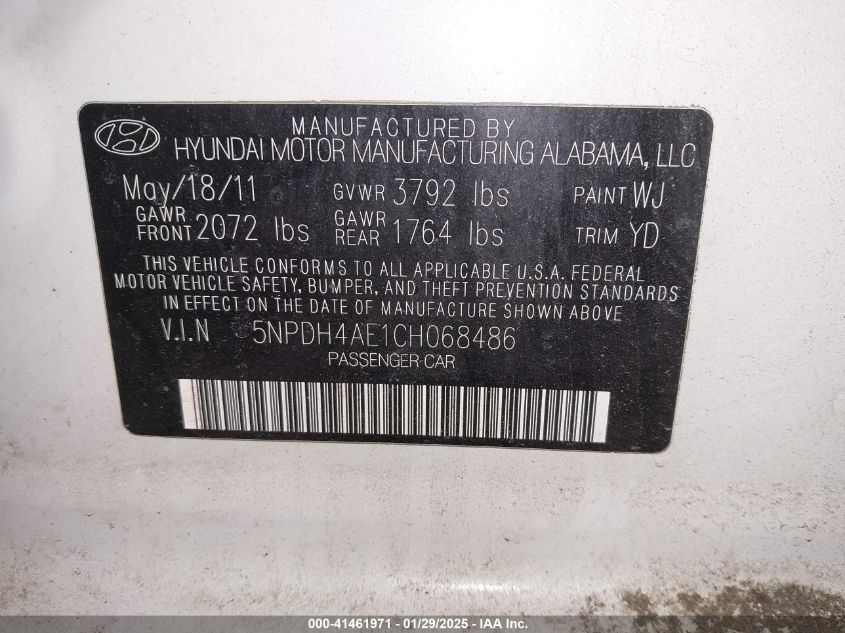 MANUFACTURED BY
HYUNDAI MOTOR MANUFACTURING ALABAMA, LLC
May/18/11 GVWR 3792 lbs PAINT WJ
GAWR FRONT 2072 lbs GAWR REAR 1764 lbs TRIM YD
THIS VEHICLE CONFORMS TO ALL APPLICABLE U.S.A. FEDERAL
MOTOR VEHICLE SAFETY, BUMPER, AND THEFT PREVENTION STANDARDS
IN EFFECT ON THE DATE OF MANUFACTURE SHOWN ABOVE
V.I.N 5NPDH4AE1CH068486
PASSENGER CAR
000-41461971 - 01/29/2025 - IAA Inc.